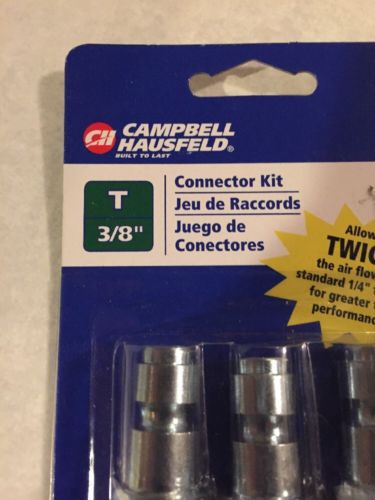 CH CAMPBELL
HAUSFELD®
BUILT TO LAST
T
3/8"
Connector Kit
Jeu de Raccords
Juego de
Conectores
Allow
TWIC
the air flow
standard 1/4"
for greater
performanc